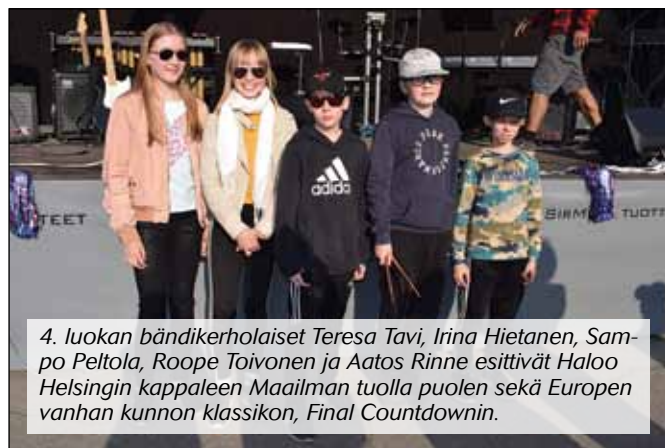 TEET
TUOTT
adidas
4. luokan bändikerholaiset Teresa Tavi, Irina Hietanen, Sam-
po Peltola, Roope Toivonen ja Aatos Rinne esittivät Haloo
Helsingin kappaleen Maailman tuolla puolen sekä Europen
vanhan kunnon klassikon, Final Countdownin.